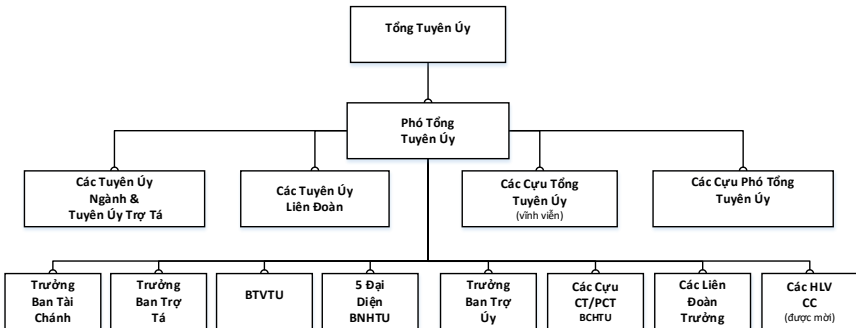 Tổng Tuyên Úy
Phó Tổng
Tuyên Úy
Các Tuyên Úy
Ngành &
Tuyên Úy Trợ Tá
Các Tuyên Úy
Liên Đoàn
Các Cựu Tổng
Tuyên Úy
(vĩnh viễn)
Các Cựu Phó Tổng
Tuyên Úy
Trưởng
Ban Tài
Chánh
Trưởng
Ban Trợ
Tá
BTVTU
5 Đại
Diện
BNHTU
Trưởng
Ban Trợ
Úy
Các Cựu
CT/PCT
BCHTU
Các Liên
Đoàn
Trưởng
Các HLV
CC
(được mời)